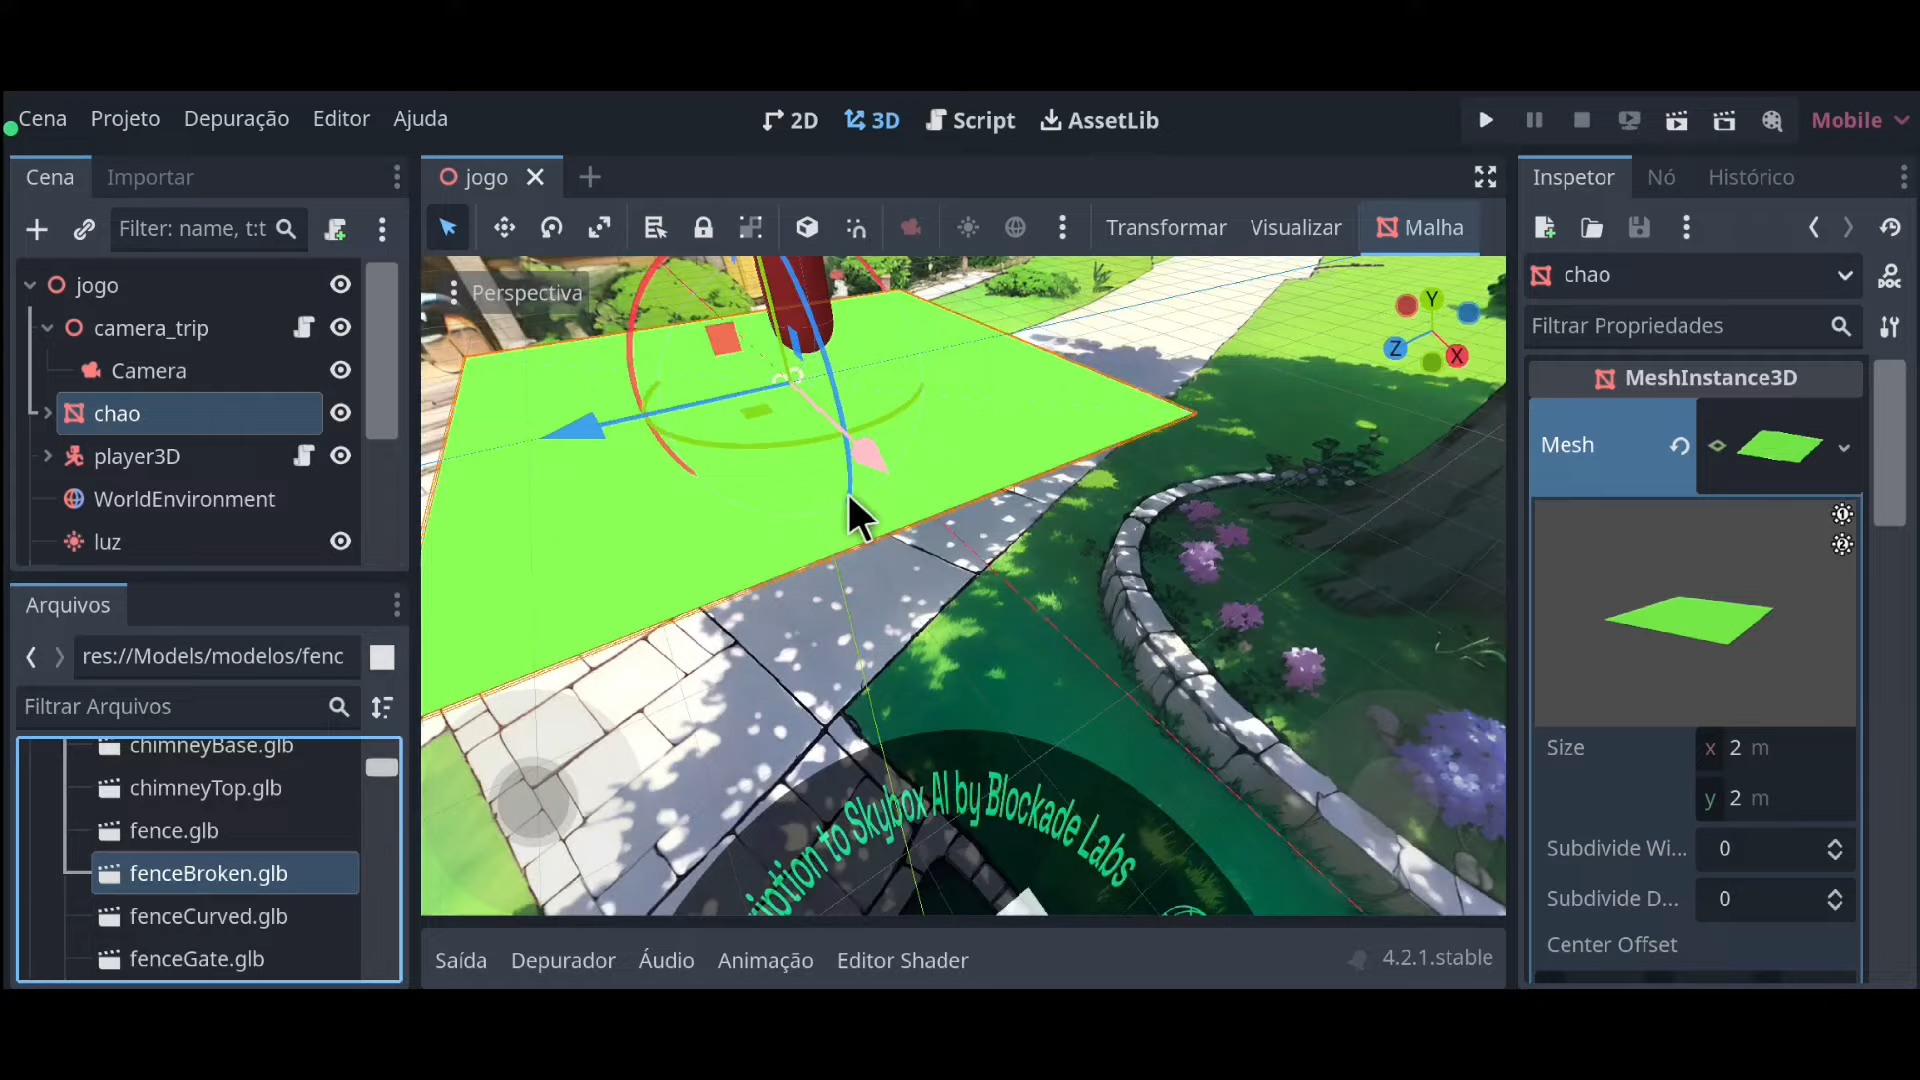 Cena Projeto Depuração Editor Ajuda
2D 3D Script AssetLib
Mobile
Cena Importar
jogo
Inspetor Nó Histórico
Filter: name, t:t
Transformar Visualizar Malha
jogo
camera_trip
Camera
chao
player3D
WorldEnvironment
luz
Perspectiva
Y
Z
X
chao
Filtrar Propriedades
MeshInstance3D
Mesh
1
2
Size
x 2 m
y 2 m
Subdivide Wi... 0
Subdivide D... 0
Center Offset
Arquivos
res://Models/modelos/fenc
Filtrar Arquivos
chimneyBase.glb
chimneyTop.glb
fence.glb
fenceBroken.glb
fenceCurved.glb
fenceGate.glb
to Skybox AI by Blockade Labs
Saída Depurador Áudio Animação Editor Shader
4.2.1.stable